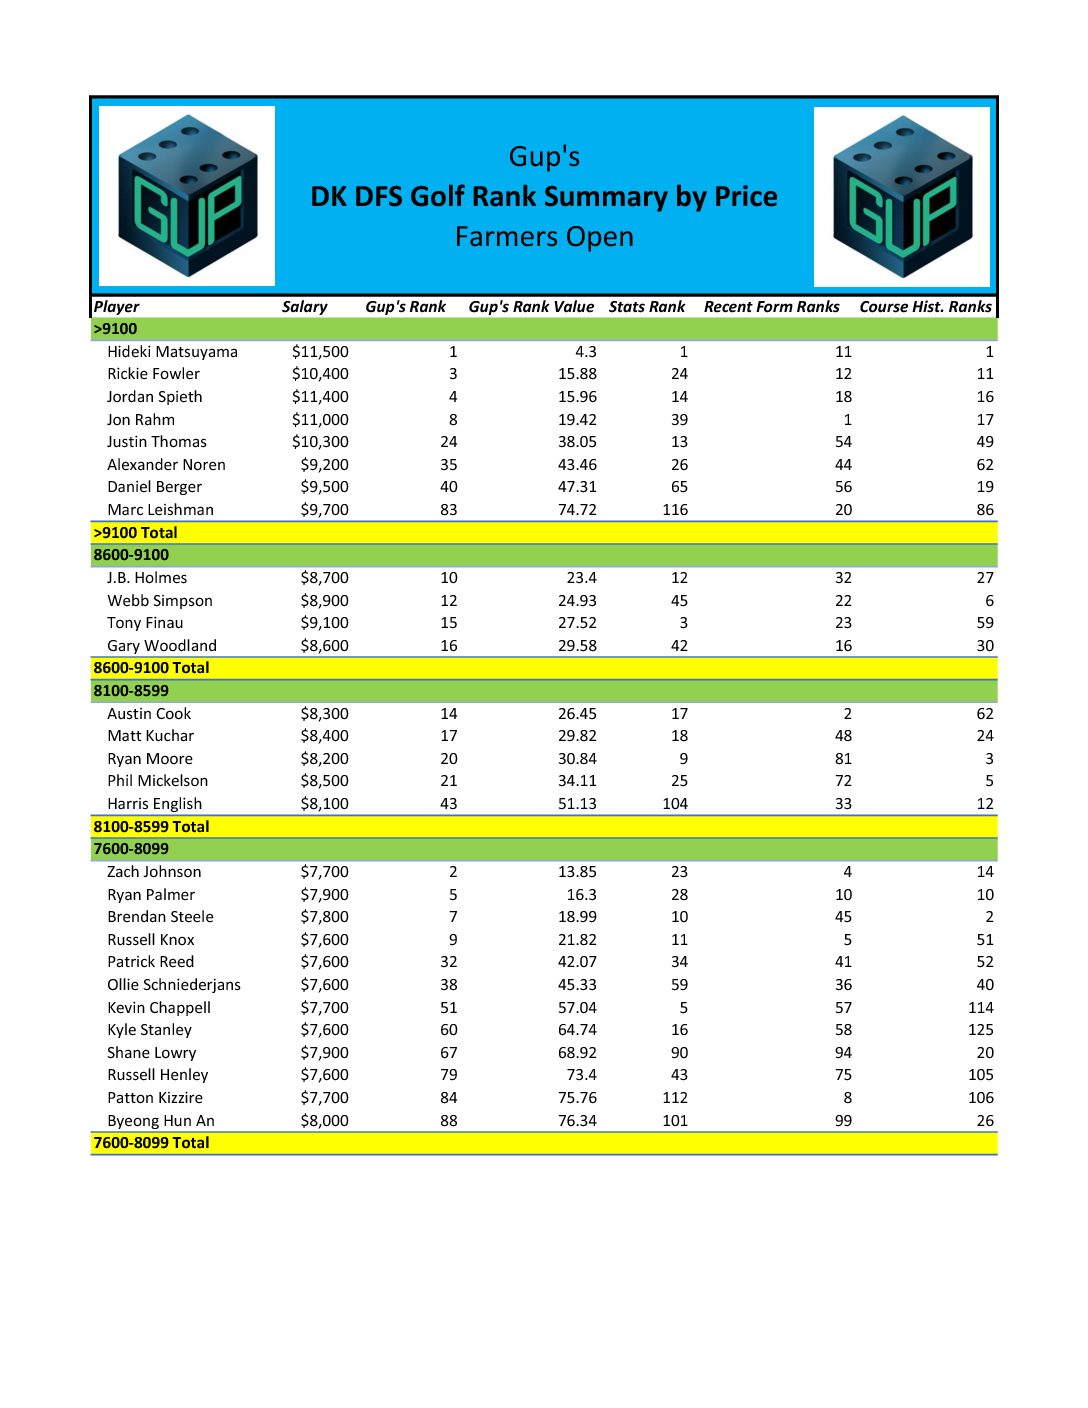 GUP
Gup's
DK DFS Golf Rank Summary by Price
Farmers Open
GUP
Player Salary Gup's Rank Gup's Rank Value Stats Rank Recent Form Ranks Course Hist. Ranks
>9100
Hideki Matsuyama $11,500 1 4.3 1 11 1
Rickie Fowler $10,400 3 15.88 24 12 11
Jordan Spieth $11,400 4 15.96 14 18 16
Jon Rahm $11,000 8 19.42 39 1 17
Justin Thomas $10,300 24 38.05 13 54 49
Alexander Noren $9,200 35 43.46 26 44 62
Daniel Berger $9,500 40 47.31 65 56 19
Marc Leishman $9,700 83 74.72 116 20 86
>9100 Total
8600-9100
J.B. Holmes $8,700 10 23.4 12 32 27
Webb Simpson $8,900 12 24.93 45 22 6
Tony Finau $9,100 15 27.52 3 23 59
Gary Woodland $8,600 16 29.58 42 16 30
8600-9100 Total
8100-8599
Austin Cook $8,300 14 26.45 17 2 62
Matt Kuchar $8,400 17 29.82 18 48 24
Ryan Moore $8,200 20 30.84 9 81 3
Phil Mickelson $8,500 21 34.11 25 72 5
Harris English $8,100 43 51.13 104 33 12
8100-8599 Total
7600-8099
Zach Johnson $7,700 2 13.85 23 4 14
Ryan Palmer $7,900 5 16.3 28 10 10
Brendan Steele $7,800 7 18.99 10 45 2
Russell Knox $7,600 9 21.82 11 5 51
Patrick Reed $7,600 32 42.07 34 41 52
Ollie Schniederjans $7,600 38 45.33 59 36 40
Kevin Chappell $7,700 51 57.04 5 57 114
Kyle Stanley $7,600 60 64.74 16 58 125
Shane Lowry $7,900 67 68.92 90 94 20
Russell Henley $7,600 79 73.4 43 75 105
Patton Kizzire $7,700 84 75.76 112 8 106
Byeong Hun An $8,000 88 76.34 101 99 26
7600-8099 Total